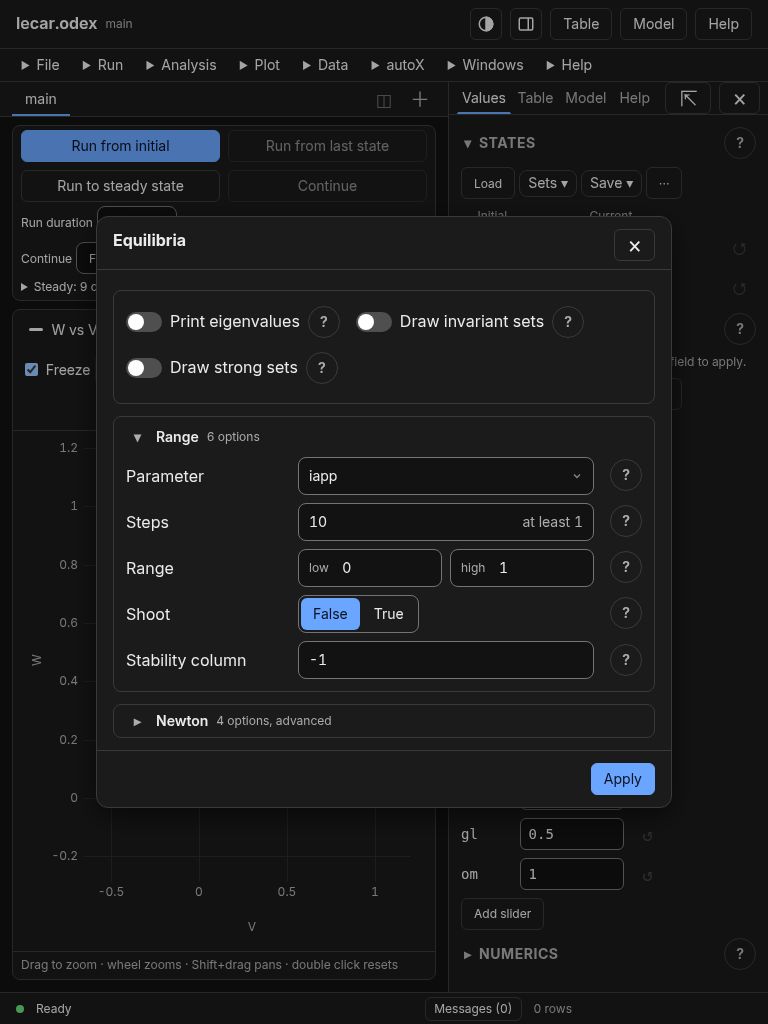 lecar.odex main
Table Model Help
File Run Analysis Plot Data autoX Windows Help
main
Values Table Model Help
Run from initial Run from last state
Run to steady state Continue
Run duration
Continue F
Steady: 9 c
STATES ?
Load Sets ▾ Save ▾ ...
Initial Current
Equilibria
Print eigenvalues ? Draw invariant sets ?
Draw strong sets ?
Range 6 options
Parameter iapp ?
Steps 10 at least 1 ?
Range low 0 high 1 ?
Shoot False True ?
Stability column -1 ?
Newton 4 options, advanced
Apply
W vs V
Freeze
?
field to apply.
1.2
1
0.8
0.6
0.4
0.2
0
-0.2
W
-0.5 0 0.5 1
V
Drag to zoom · wheel zooms · Shift+drag pans · double click resets
gl 0.5
om 1
Add slider
NUMERICS ?
Ready Messages (0) 0 rows